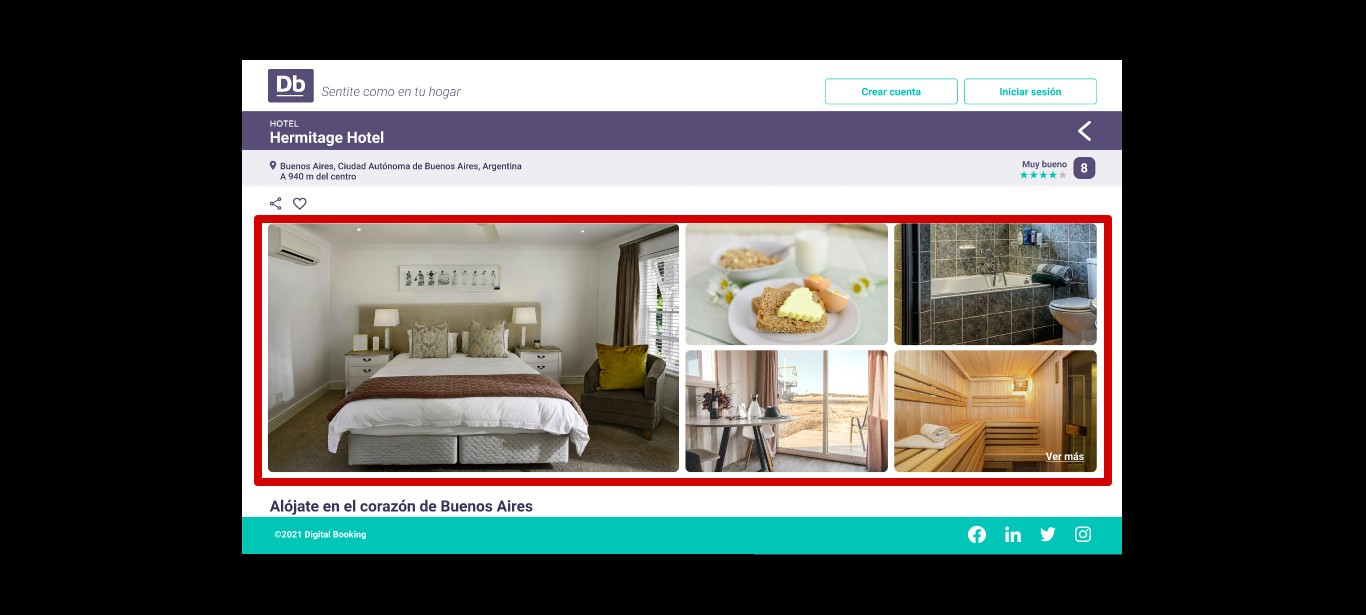 Db
Sentite como en tu hogar
Crear cuenta
Iniciar sesión
HOTEL
Hermitage Hotel
Buenos Aires, Ciudad Autónoma de Buenos Aires, Argentina
A 940 m del centro
Muy bueno
8
Ver más
Alójate en el corazón de Buenos Aires
©2021 Digital Booking